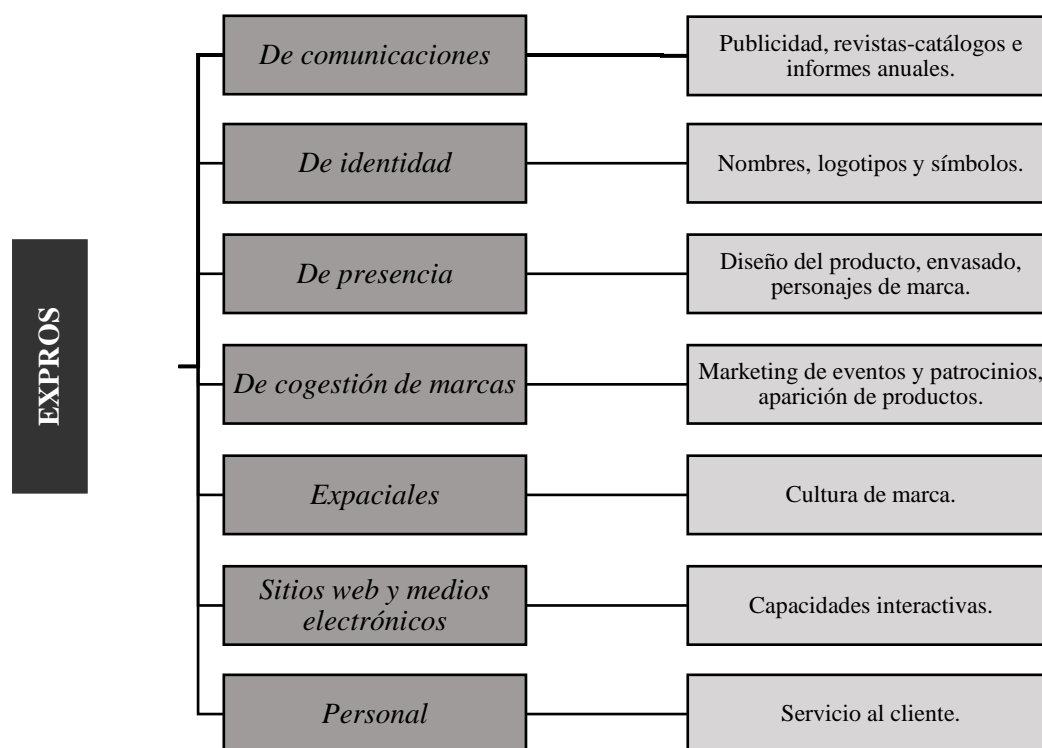 EXPROS
De comunicaciones
Publicidad, revistas-catálogos e
informes anuales.
De identidad
Nombres, logotipos y símbolos.
De presencia
Diseño del producto, envasado,
personajes de marca.
De cogestión de marcas
Marketing de eventos y patrocinios,
aparición de productos.
Expaciales
Cultura de marca.
Sitios web y medios
electrónicos
Capacidades interactivas.
Personal
Servicio al cliente.